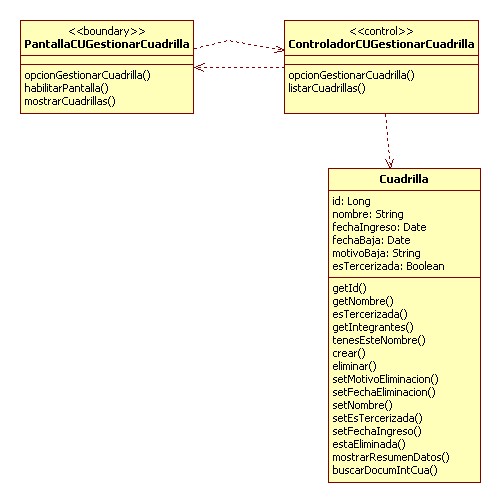 <<boundary>>
PantallaCUGestionarCuadrilla
opcionGestionarCuadrilla()
habilitarPantalla()
mostrarCuadrillas()
<<control>>
ControladorCUGestionarCuadrilla
opcionGestionarCuadrilla()
listarCuadrillas()
Cuadrilla
id: Long
nombre: String
fechaIngreso: Date
fechaBaja: Date
motivoBaja: String
esTercerizada: Boolean
getId()
getNombre()
esTercerizada()
getIntegrantes()
tenesEsteNombre()
crear()
eliminar()
setMotivoEliminacion()
setFechaEliminacion()
setNombre()
setEsTercerizada()
setFechaIngreso()
estaEliminada()
mostrarResumenDatos()
buscarDocumIntCua()